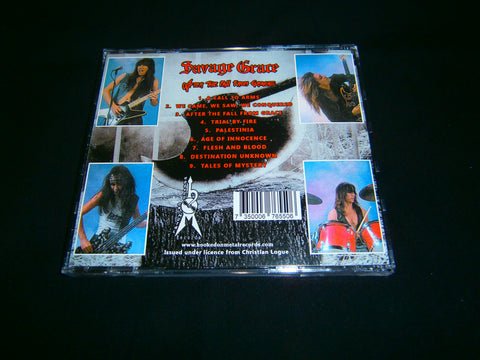 Savage Grace
After The Fall From Grace
1. A CALL TO ARMS
2. WE CAME, WE SAW, WE CONQUERED
3. AFTER THE FALL FROM GRACE
4. TRIAL BY FIRE
5. PALESTINIA
6. AGE OF INNOCENCE
7. FLESH AND BLOOD
8. DESTINATION UNKNOWN
9. TALES OF MYSTERY
7 350006 765506
www.hookndonmetalrecords.com
Issued under licence from Christian Logue